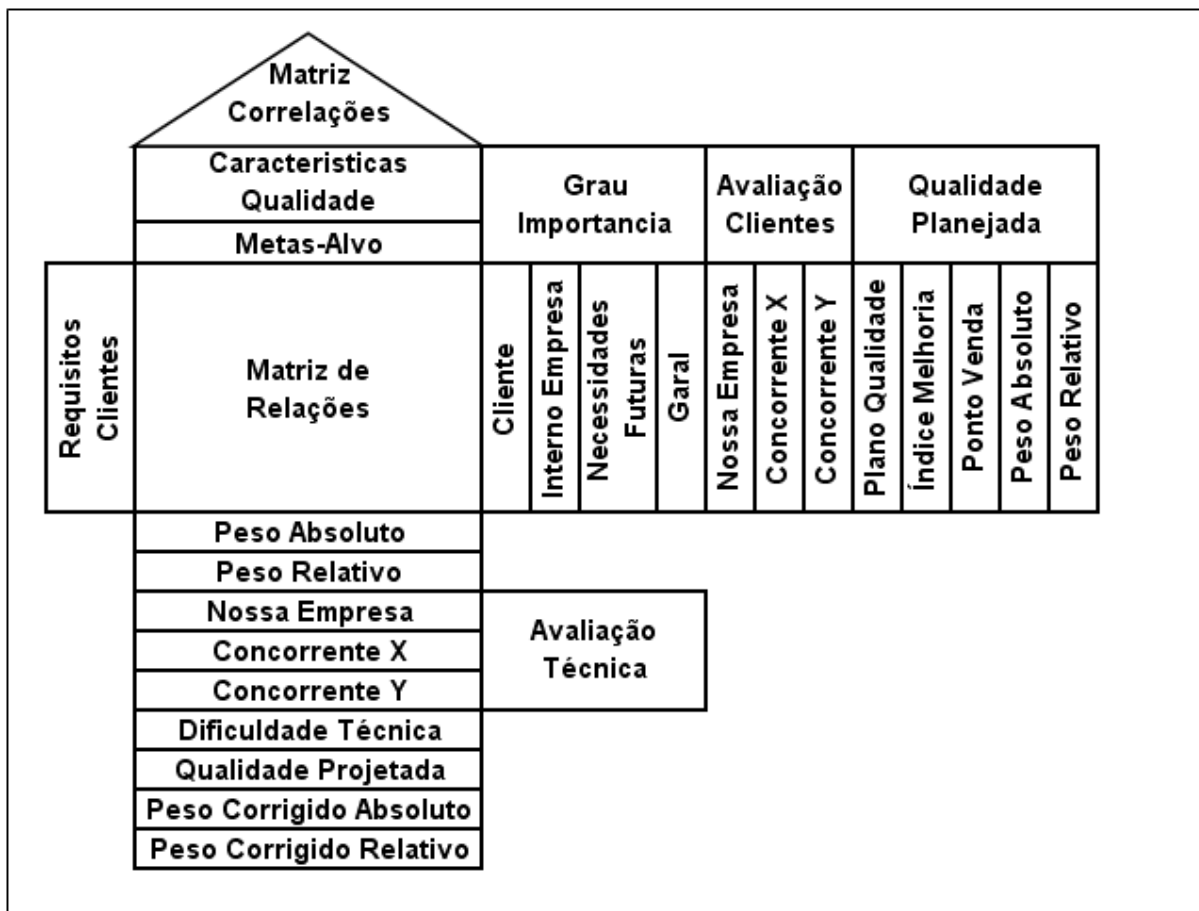 Matriz
Correlações
Caracteristicas
Qualidade
Metas-Alvo
Grau
Importancia
Avaliação
Clientes
Qualidade
Planejada
Requisitos
Clientes
Matriz de
Relações
Cliente
Interno Empresa
Necessidades
Futuras
Garal
Nossa Empresa
Concorrente X
Concorrente Y
Plano Qualidade
Índice Melhoria
Ponto Venda
Peso Absoluto
Peso Relativo
Peso Absoluto
Peso Relativo
Nossa Empresa
Concorrente X
Concorrente Y
Avaliação
Técnica
Dificuldade Técnica
Qualidade Projetada
Peso Corrigido Absoluto
Peso Corrigido Relativo